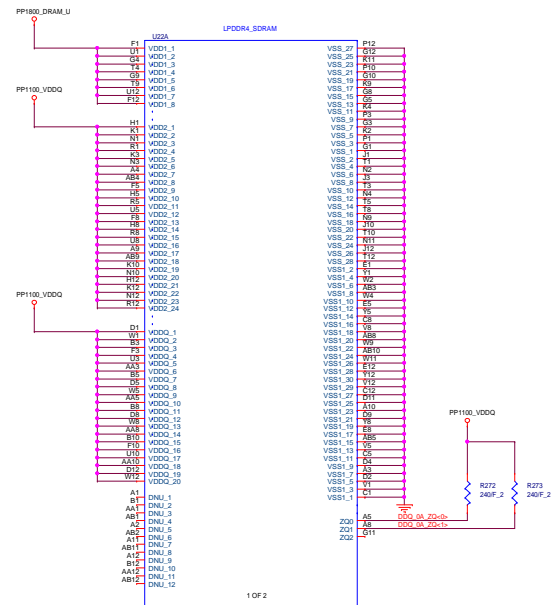 PP1800_DRAM_U
U22A
LPDDR4_SDRAM
F1 VDD1_1
U1 VDD1_2
G4 VDD1_3
T4 VDD1_4
G9 VDD1_5
T9 VDD1_6
U12 VDD1_7
F12 VDD1_8
PP1100_VDDQ
H1 VDD2_1
K1 VDD2_2
N1 VDD2_3
R1 VDD2_4
K3 VDD2_5
N3 VDD2_6
A4 VDD2_7
AB4 VDD2_8
F5 VDD2_9
H5 VDD2_10
R5 VDD2_11
U5 VDD2_12
F8 VDD2_13
H8 VDD2_14
R8 VDD2_15
U8 VDD2_16
A9 VDD2_17
AB9 VDD2_18
K10 VDD2_19
N10 VDD2_20
H12 VDD2_21
K12 VDD2_22
N12 VDD2_23
R12 VDD2_24
PP1100_VDDQ
D1 VDDQ_1
W1 VDDQ_2
B3 VDDQ_3
F3 VDDQ_4
U3 VDDQ_5
AA3 VDDQ_6
B5 VDDQ_7
D5 VDDQ_8
W5 VDDQ_9
AA5 VDDQ_10
B8 VDDQ_11
D8 VDDQ_12
W8 VDDQ_13
AA8 VDDQ_14
B10 VDDQ_15
F10 VDDQ_16
U10 VDDQ_17
AA10 VDDQ_18
D12 VDDQ_19
W12 VDDQ_20
A1 DNU_1
B1 DNU_2
AA1 DNU_3
AB1 DNU_4
A2 DNU_5
AB2 DNU_6
A11 DNU_7
AB11 DNU_8
A12 DNU_9
B12 DNU_10
AA12 DNU_11
AB12 DNU_12
VSS_27 P12
VSS_25 G12
VSS_23 K11
VSS_21 P10
VSS_19 G10
VSS_17 K9
VSS_15 G8
VSS_13 G5
VSS_11 K4
VSS_9 P3
VSS_7 G3
VSS_5 K2
VSS_3 P1
VSS_1 G1
VSS_2 J1
VSS_4 T1
VSS_6 N2
VSS_8 J3
VSS_10 T3
VSS_12 N4
VSS_14 T5
VSS_16 T8
VSS_18 N9
VSS_20 J10
VSS_22 T10
VSS_24 N11
VSS_26 J12
VSS_28 T12
VSS1_2 E1
VSS1_4 Y1
VSS1_6 W2
VSS1_8 AB3
VSS1_10 W4
VSS1_12 E5
VSS1_14 Y5
VSS1_16 C8
VSS1_18 V8
VSS1_20 AB8
VSS1_22 W9
VSS1_24 AB10
VSS1_26 W11
VSS1_28 E12
VSS1_30 Y12
VSS1_29 V12
VSS1_27 C12
VSS1_25 D11
VSS1_23 A10
VSS1_21 D9
VSS1_19 Y8
VSS1_17 E8
VSS1_15 AB5
VSS1_13 V5
VSS1_11 C5
VSS1_9 D4
VSS1_7 A3
VSS1_5 D2
VSS1_3 V1
VSS1_1 C1
PP1100_VDDQ
R272
240/F_2
R273
240/F_2
ZQ0 A5 DDQ_0A_ZQ<0>
ZQ1 A8 DDQ_0A_ZQ<1>
ZQ2 G11
1 OF 2